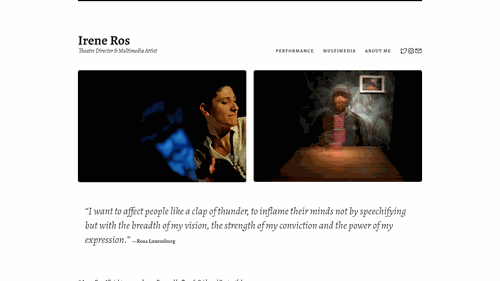 Irene Ros
Theatre Director & Multimedia Artist
PERFORMANCE MULTIMEDIA ABOUT ME
“I want to affect people like a clap of thunder, to inflame their minds not by speechifying
but with the breadth of my vision, the strength of my conviction and the power of my
expression.” —Rosa Luxemburg